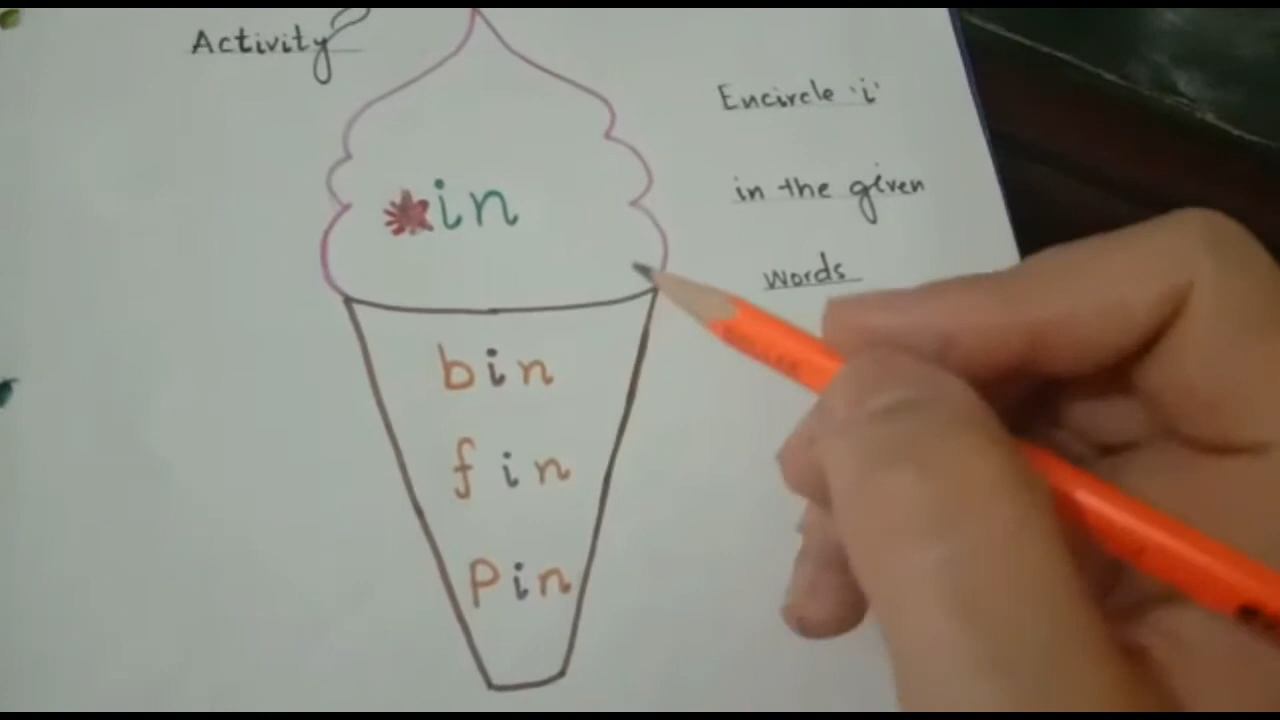 Activity
Encircle 'i'
in the given
words
in
bin
fin
Pin